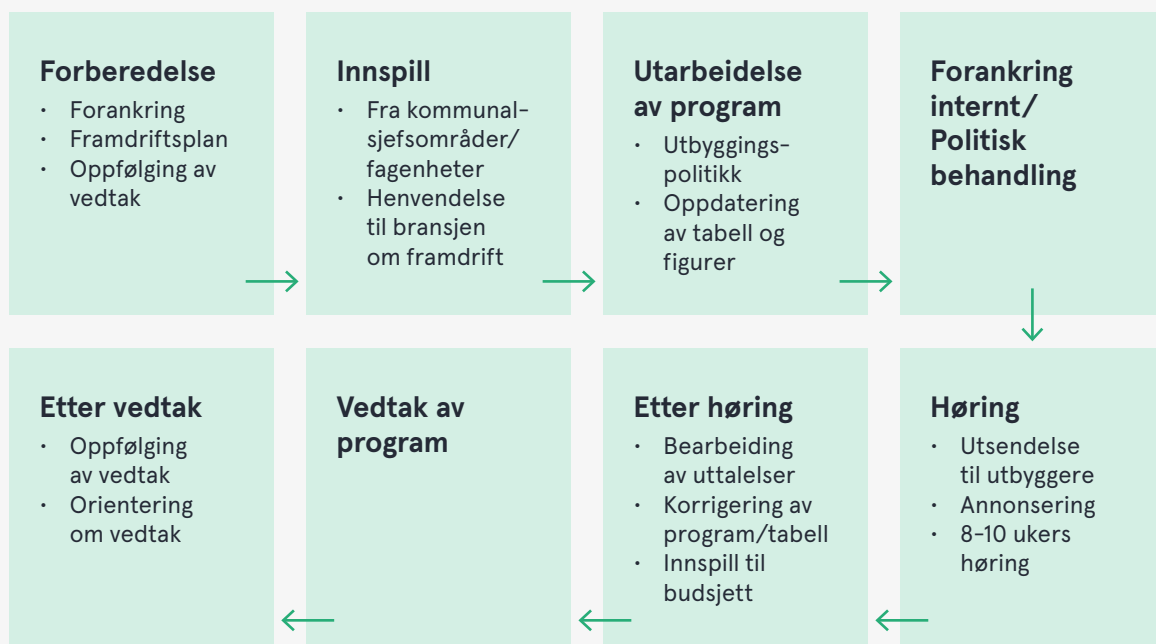 Forberedelse
· Forankring
· Framdriftsplan
· Oppfølging av
vedtak
Innspill
· Fra kommunal-
sjefsområder/
fagenheter
· Henvendelse
til bransjen
om framdrift
Utarbeidelse
av program
· Utbyggings-
politikk
· Oppdatering
av tabell og
figurer
Forankring
internt/
Politisk
behandling
Høring
· Utsendelse
til utbyggere
· Annonsering
· 8-10 ukers
høring
Etter høring
· Bearbeiding
av uttalelser
· Korrigering av
program/tabell
· Innspill til
budsjett
Vedtak av
program
Etter vedtak
· Oppfølging
av vedtak
· Orientering
om vedtak